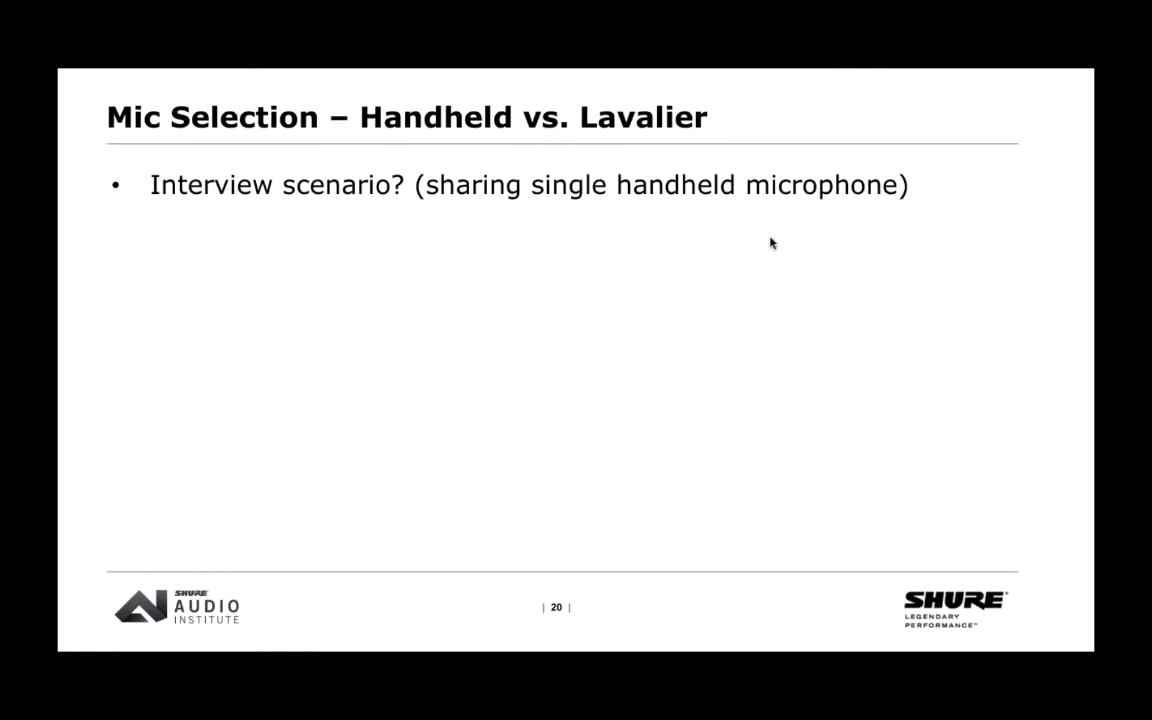 Mic Selection – Handheld vs. Lavalier
• Interview scenario? (sharing single handheld microphone)
SHURE
AUDIO
INSTITUTE
| 20 |
SHURE®
LEGENDARY
PERFORMANCE™